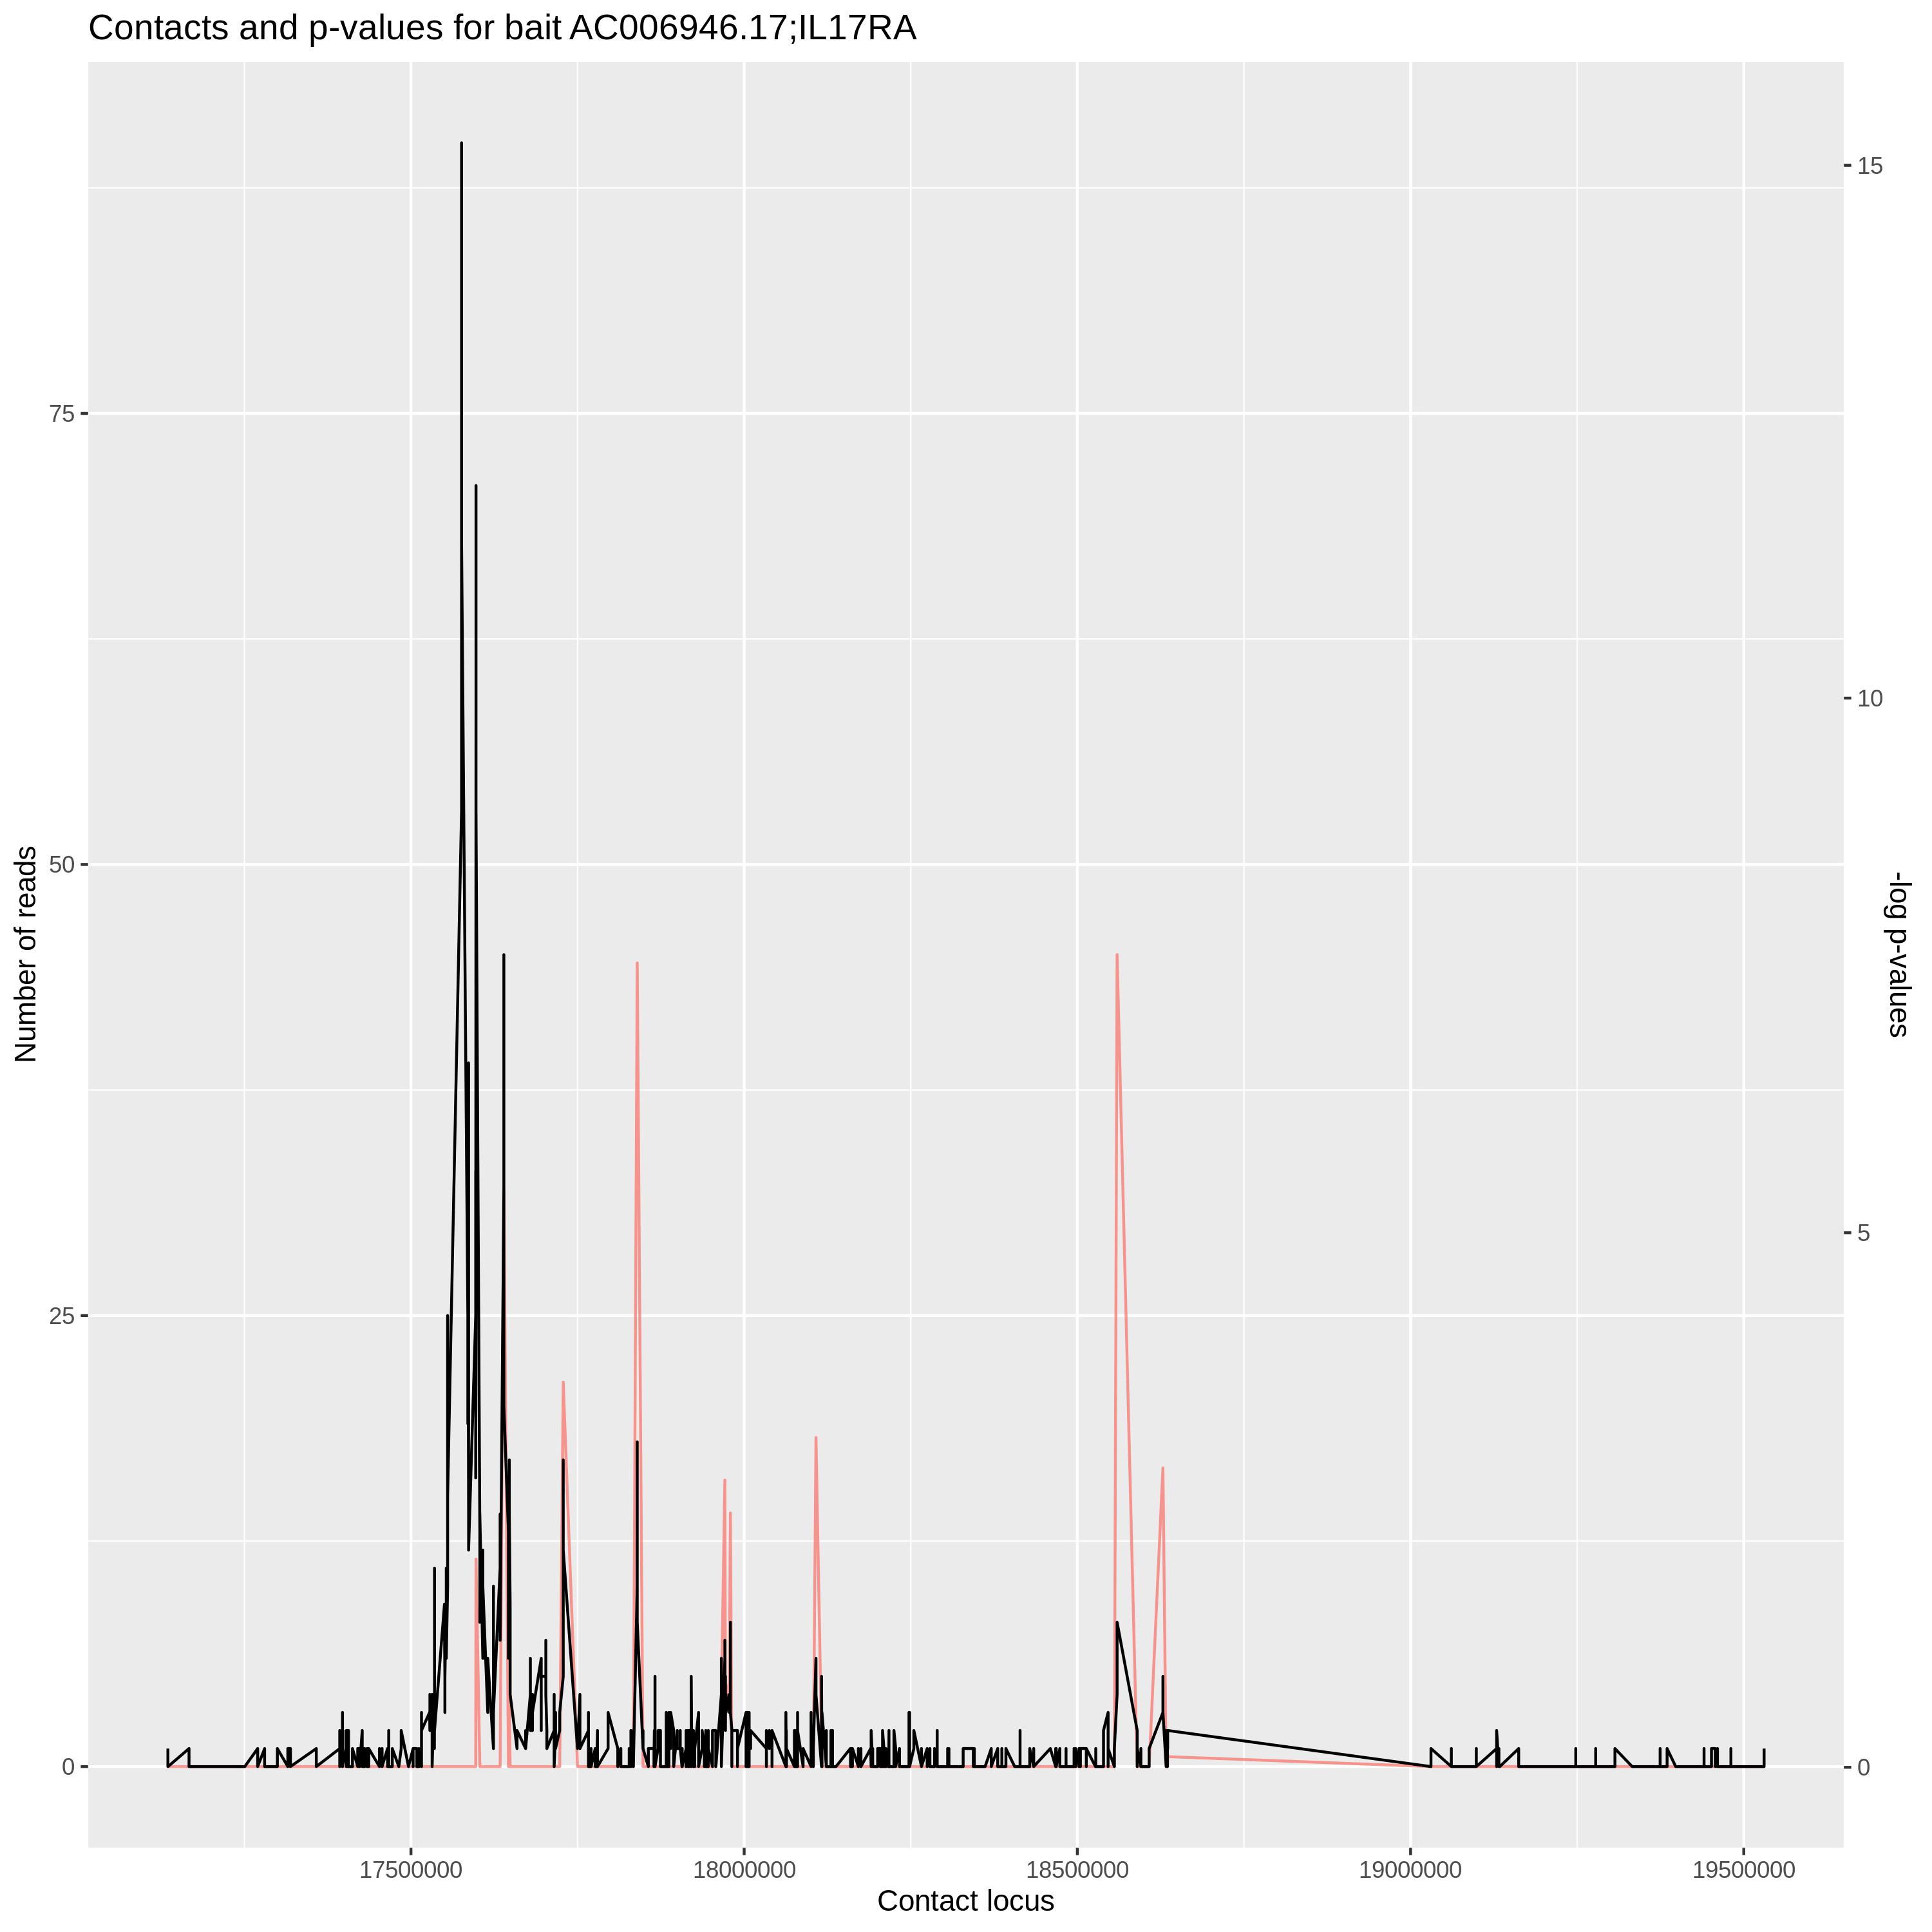 Contacts and p-values for bait AC006946.17;IL17RA
Number of reads
75
50
25
0
15
10
5
0
-log p-values
17500000 18000000 18500000 19000000 19500000
Contact locus